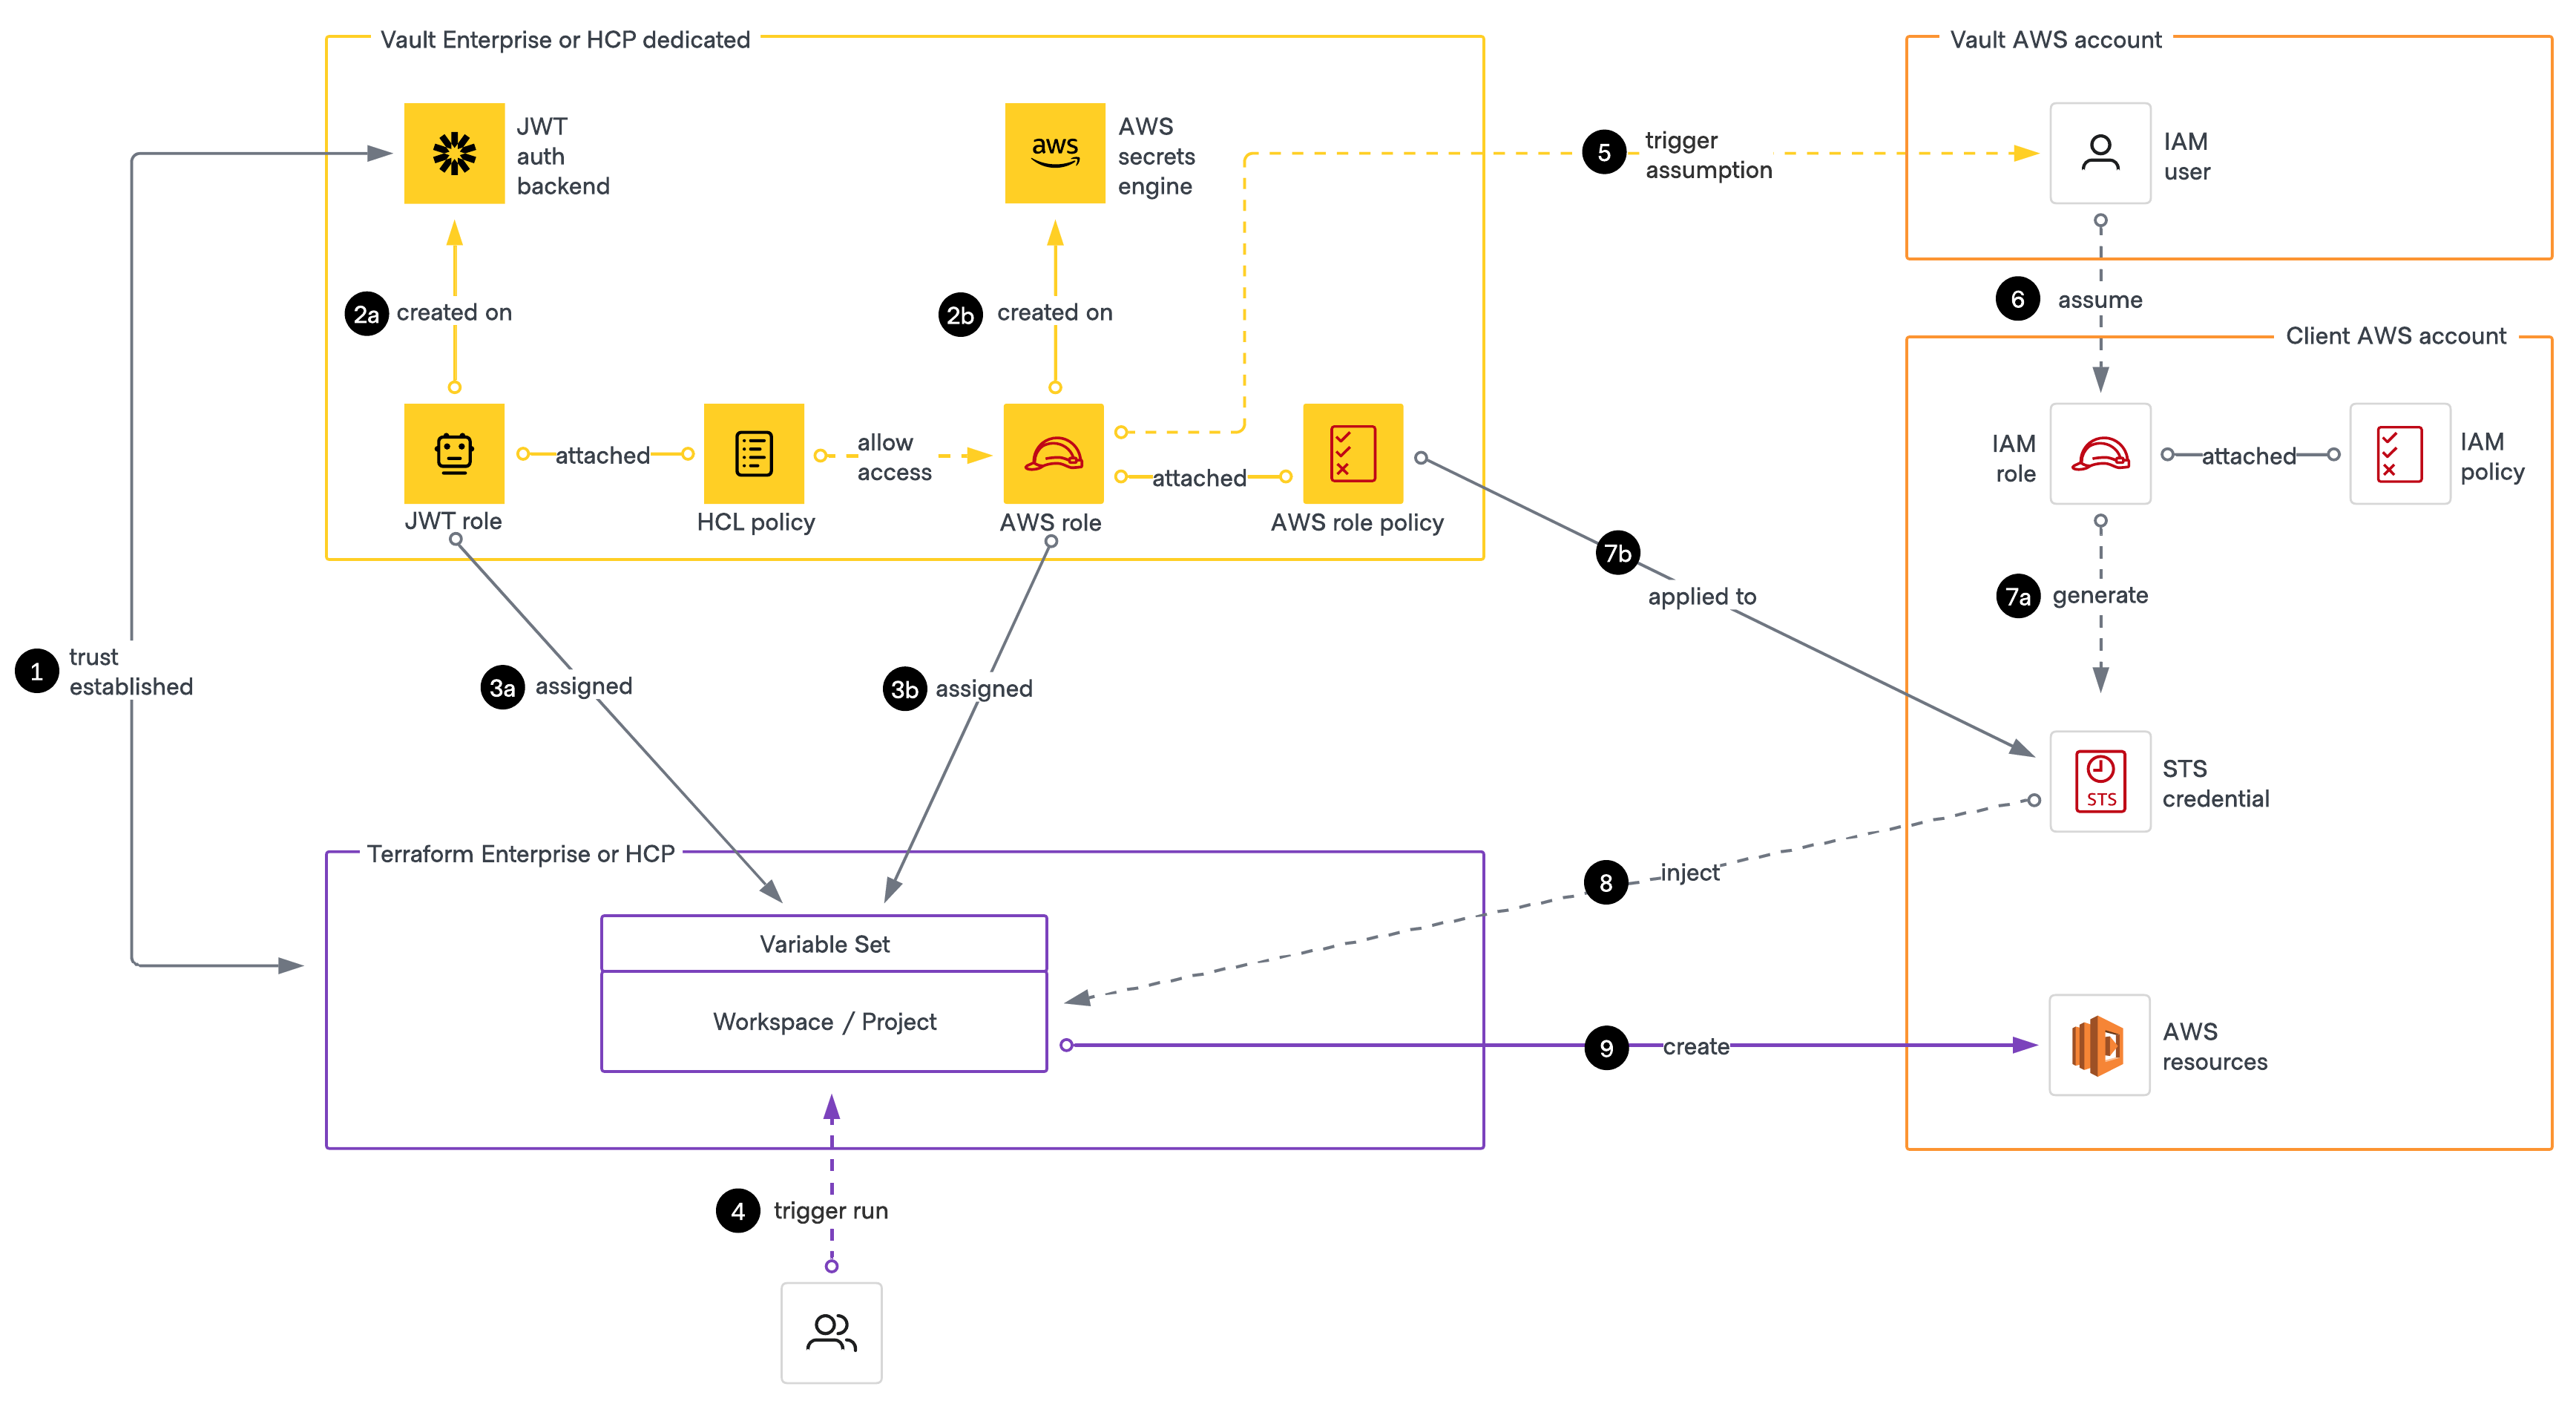 Vault Enterprise or HCP dedicated
Vault AWS account
JWT
auth
backend
aws
AWS
secrets
engine
5
trigger
assumption
IAM
user
2a
created on
2b
created on
6
assume
Client AWS account
attached
allow
access
attached
IAM
role
attached
IAM
policy
JWT role
HCL policy
AWS role
AWS role policy
7b
applied to
7a
generate
1
trust
established
3a
assigned
3b
assigned
STS
STS
credential
Terraform Enterprise or HCP
8
inject
Variable Set
Workspace / Project
9
create
AWS
resources
4
trigger run